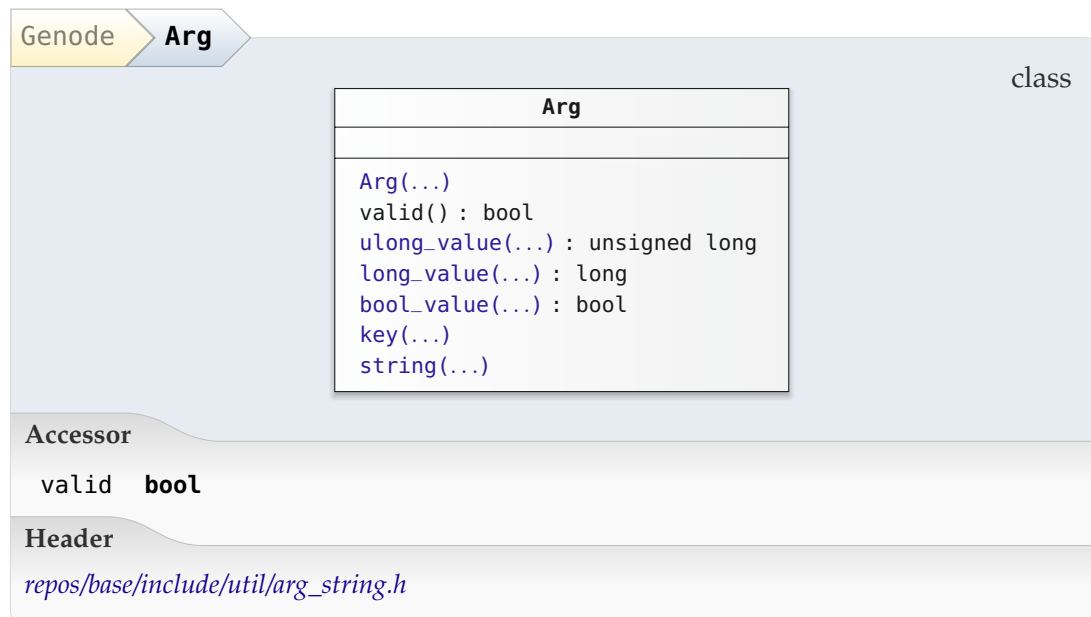 Genode Arg
class
Arg
Arg(...)
valid() : bool
ulong_value(...) : unsigned long
long_value(...) : long
bool_value(...) : bool
key(...)
string(...)
Accessor
valid bool
Header
repos/base/include/util/arg_string.h